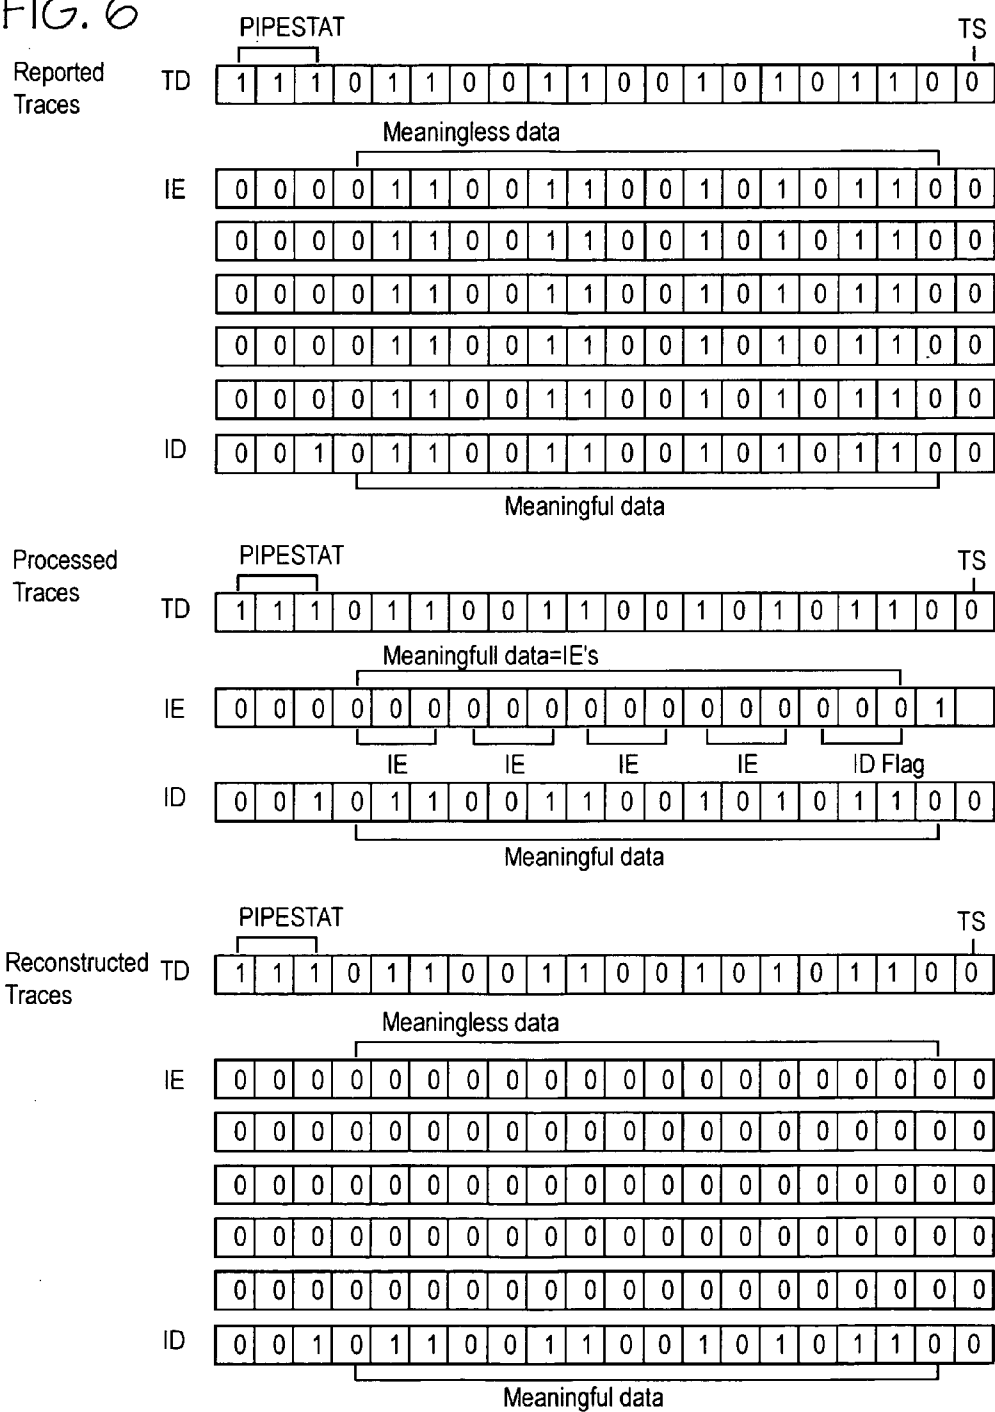 FIG. 6
PIPESTAT TS
Reported
Traces
TD 1 1 1 0 1 1 0 0 1 1 0 0 1 0 1 0 1 1 0 0
Meaningless data
IE 0 0 0 0 1 1 0 0 1 1 0 0 1 0 1 0 1 1 0 0
0 0 0 0 1 1 0 0 1 1 0 0 1 0 1 0 1 1 0 0
0 0 0 0 1 1 0 0 1 1 0 0 1 0 1 0 1 1 0 0
0 0 0 0 1 1 0 0 1 1 0 0 1 0 1 0 1 1 0 0
0 0 0 0 1 1 0 0 1 1 0 0 1 0 1 0 1 1 0 0
ID 0 0 1 0 1 1 0 0 1 1 0 0 1 0 1 0 1 1 0 0
Meaningful data
PIPESTAT TS
Processed
Traces
TD 1 1 1 0 1 1 0 0 1 1 0 0 1 0 1 0 1 1 0 0
Meaningfull data=IE's
IE 0 0 0 0 0 0 0 0 0 0 0 0 0 0 0 0 0 0 1
IE IE IE IE ID Flag
ID 0 0 1 0 1 1 0 0 1 1 0 0 1 0 1 0 1 1 0 0
Meaningful data
PIPESTAT TS
Reconstructed
Traces
TD 1 1 1 0 1 1 0 0 1 1 0 0 1 0 1 0 1 1 0 0
Meaningless data
IE 0 0 0 0 0 0 0 0 0 0 0 0 0 0 0 0 0 0 0 0
0 0 0 0 0 0 0 0 0 0 0 0 0 0 0 0 0 0 0 0
0 0 0 0 0 0 0 0 0 0 0 0 0 0 0 0 0 0 0 0
0 0 0 0 0 0 0 0 0 0 0 0 0 0 0 0 0 0 0 0
0 0 0 0 0 0 0 0 0 0 0 0 0 0 0 0 0 0 0 0
ID 0 0 1 0 1 1 0 0 1 1 0 0 1 0 1 0 1 1 0 0
Meaningful data